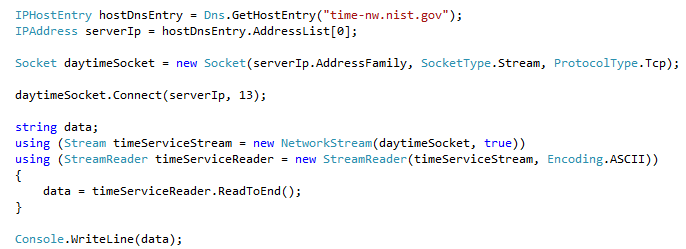 IPHostEntry hostDnsEntry = Dns.GetHostEntry("time-nw.nist.gov");
IPAddress serverIp = hostDnsEntry.AddressList[0];
Socket daytimeSocket = new Socket(serverIp.AddressFamily, SocketType.Stream, ProtocolType.Tcp);
daytimeSocket.Connect(serverIp, 13);
string data;
using (Stream timeServiceStream = new NetworkStream(daytimeSocket, true))
using (StreamReader timeServiceReader = new StreamReader(timeServiceStream, Encoding.ASCII))
{
    data = timeServiceReader.ReadToEnd();
}
Console.WriteLine(data);